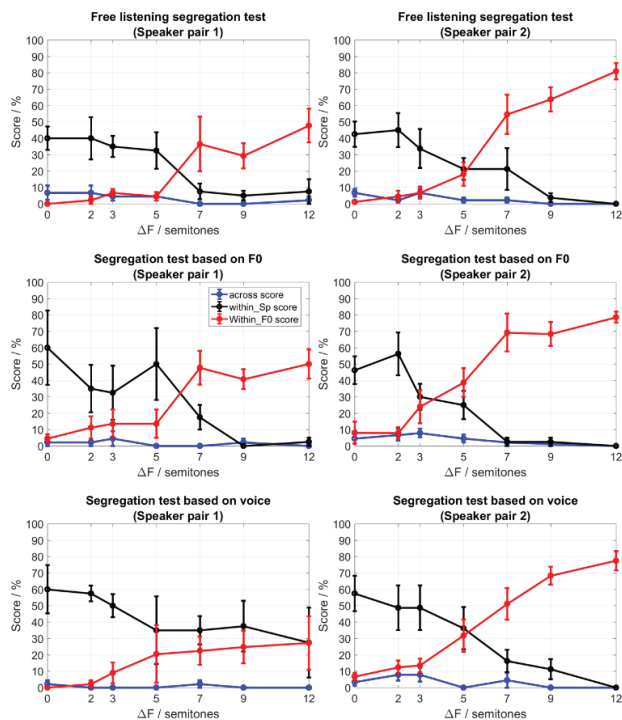 Free listening segregation test
(Speaker pair 1)
100
90
80
70
60
50
40
30
20
10
0
Score / %
0 2 3 5 7 9 12
ΔF / semitones
Free listening segregation test
(Speaker pair 2)
100
90
80
70
60
50
40
30
20
10
0
Score / %
0 2 3 5 7 9 12
ΔF / semitones
Segregation test based on F0
(Speaker pair 1)
100
90
80
70
60
50
40
30
20
10
0
Score / %
across score
within_Sp score
Within_F0 score
0 2 3 5 7 9 12
ΔF / semitones
Segregation test based on F0
(Speaker pair 2)
100
90
80
70
60
50
40
30
20
10
0
Score / %
0 2 3 5 7 9 12
ΔF / semitones
Segregation test based on voice
(Speaker pair 1)
100
90
80
70
60
50
40
30
20
10
0
Score / %
0 2 3 5 7 9 12
ΔF / semitones
Segregation test based on voice
(Speaker pair 2)
100
90
80
70
60
50
40
30
20
10
0
Score / %
0 2 3 5 7 9 12
ΔF / semitones